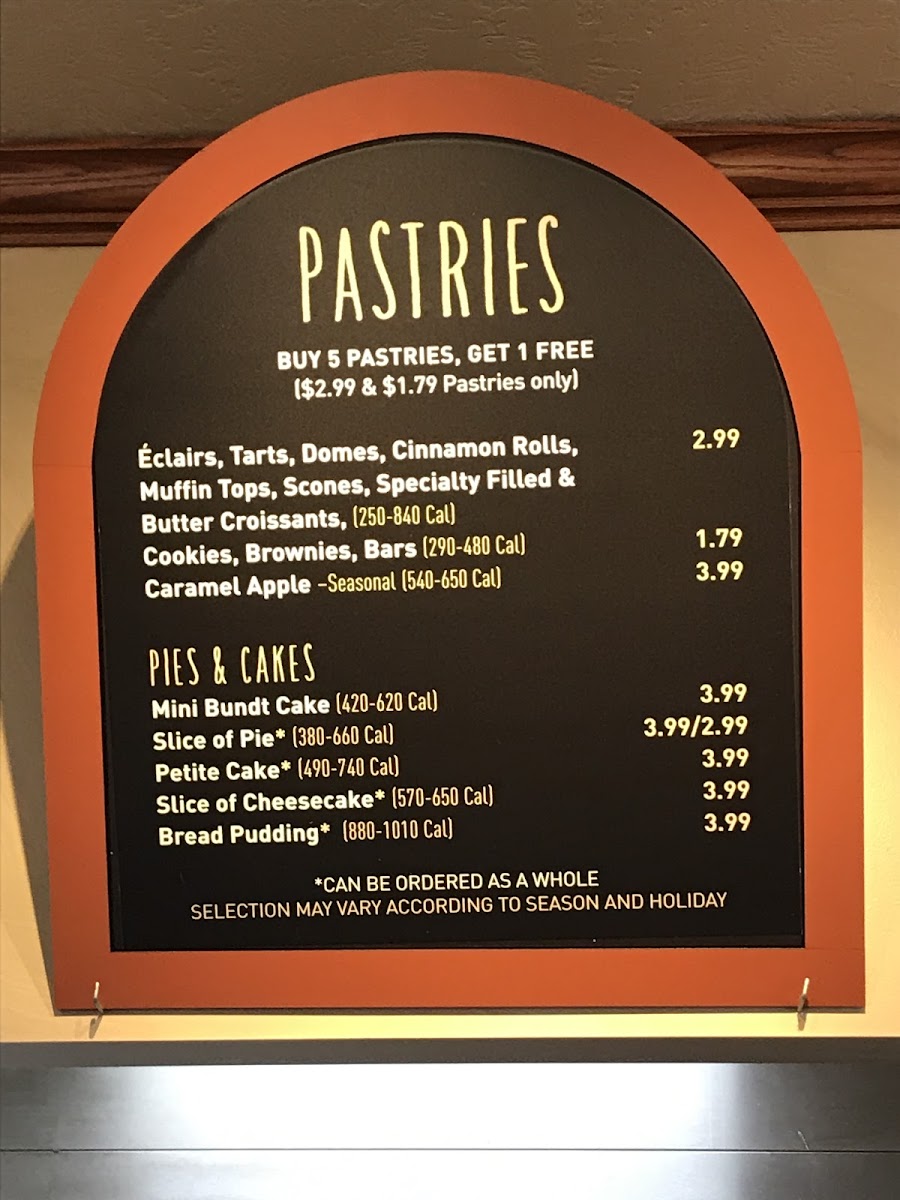 PASTRIES
BUY 5 PASTRIES, GET 1 FREE
($2.99 & $1.79 Pastries only)
Éclairs, Tarts, Domes, Cinnamon Rolls, 2.99
Muffin Tops, Scones, Specialty Filled &
Butter Croissants, (250-840 Cal)
Cookies, Brownies, Bars (290-480 Cal) 1.79
Caramel Apple –Seasonal (540-650 Cal) 3.99
PIES & CAKES
Mini Bundt Cake (420-620 Cal) 3.99
Slice of Pie* (380-660 Cal) 3.99/2.99
Petite Cake* (490-740 Cal) 3.99
Slice of Cheesecake* (570-650 Cal) 3.99
Bread Pudding* (880-1010 Cal) 3.99
*CAN BE ORDERED AS A WHOLE
SELECTION MAY VARY ACCORDING TO SEASON AND HOLIDAY